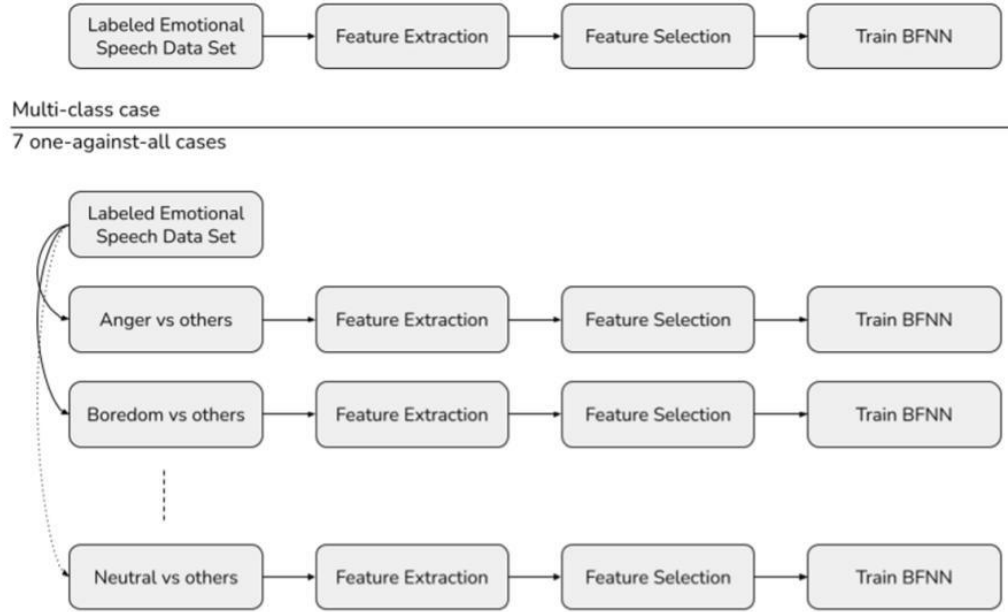 Labeled Emotional
Speech Data Set
Feature Extraction
Feature Selection
Train BFNN
Multi-class case
7 one-against-all cases
Labeled Emotional
Speech Data Set
Anger vs others
Feature Extraction
Feature Selection
Train BFNN
Boredom vs others
Feature Extraction
Feature Selection
Train BFNN
Neutral vs others
Feature Extraction
Feature Selection
Train BFNN